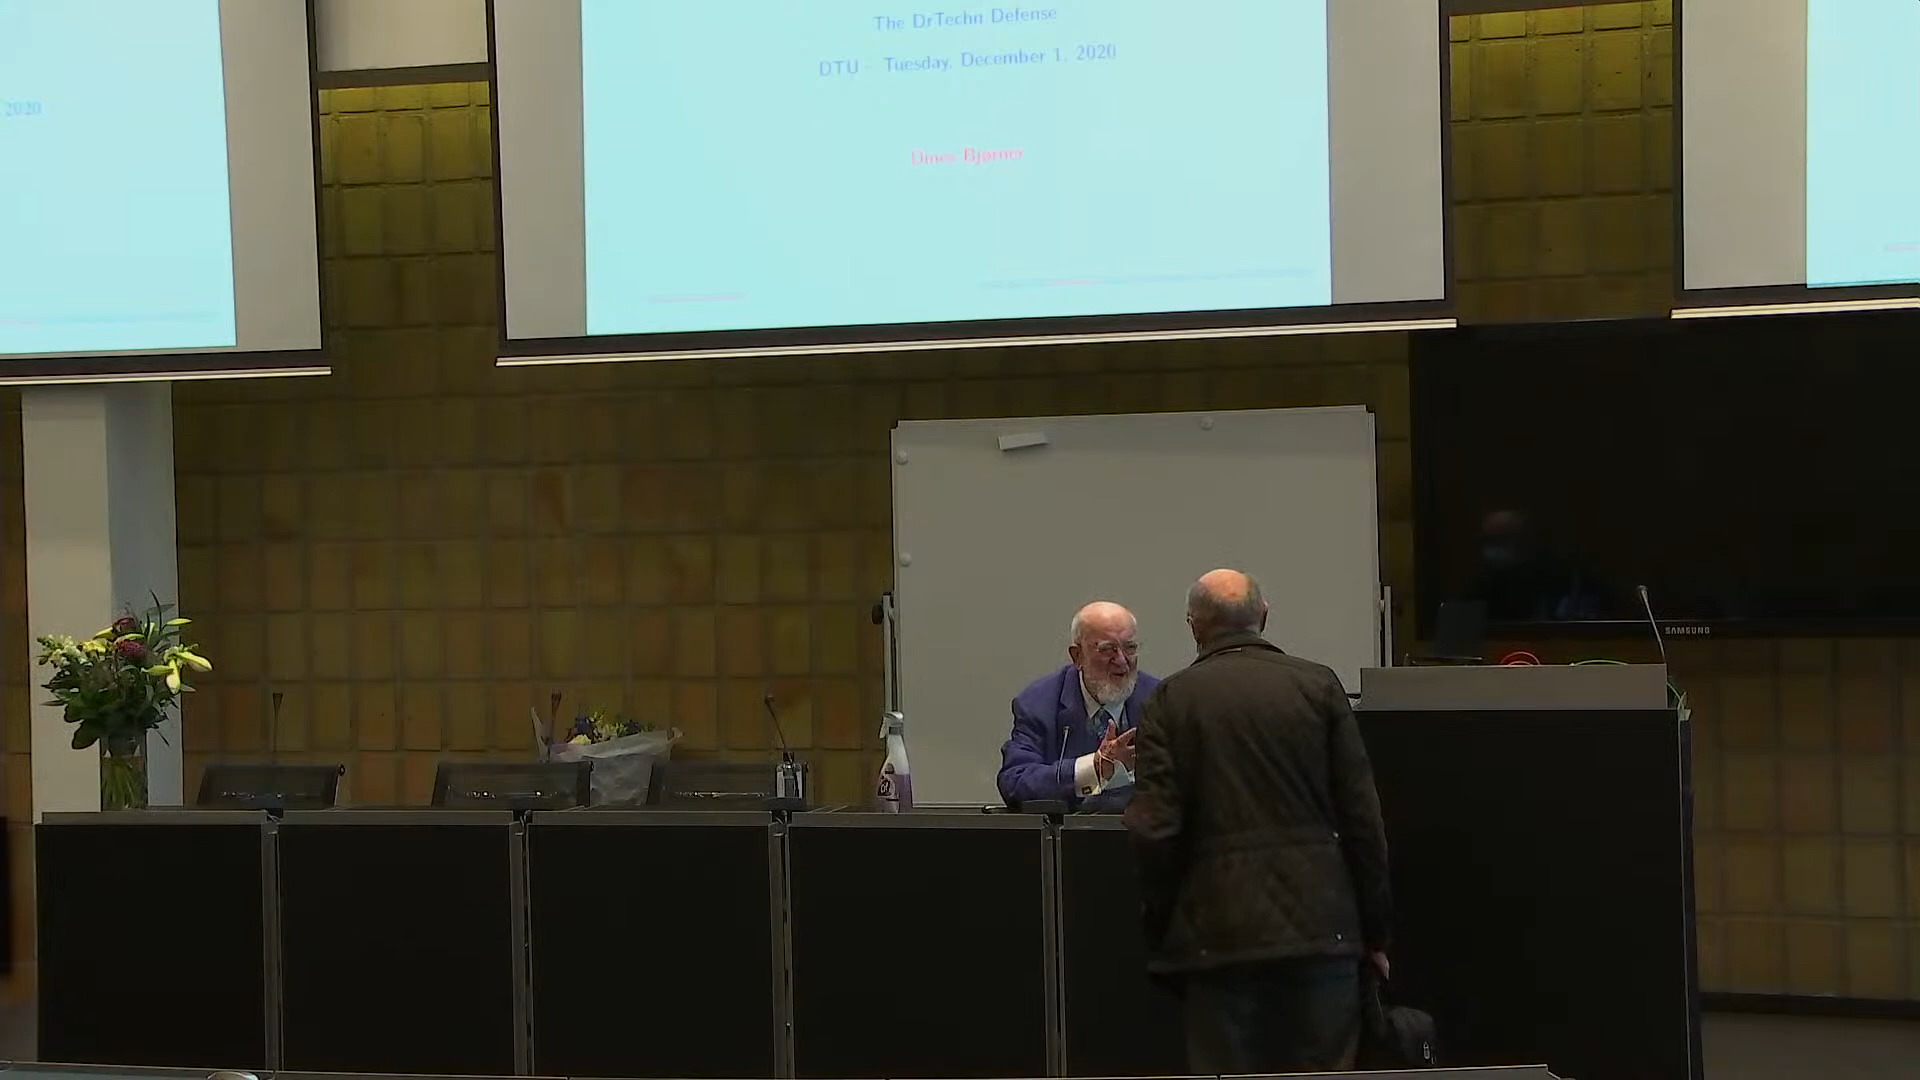 The DrTechn Defense
DTU - Tuesday, December 1, 2020
Dines Bjørner
2020
SAMSUNG